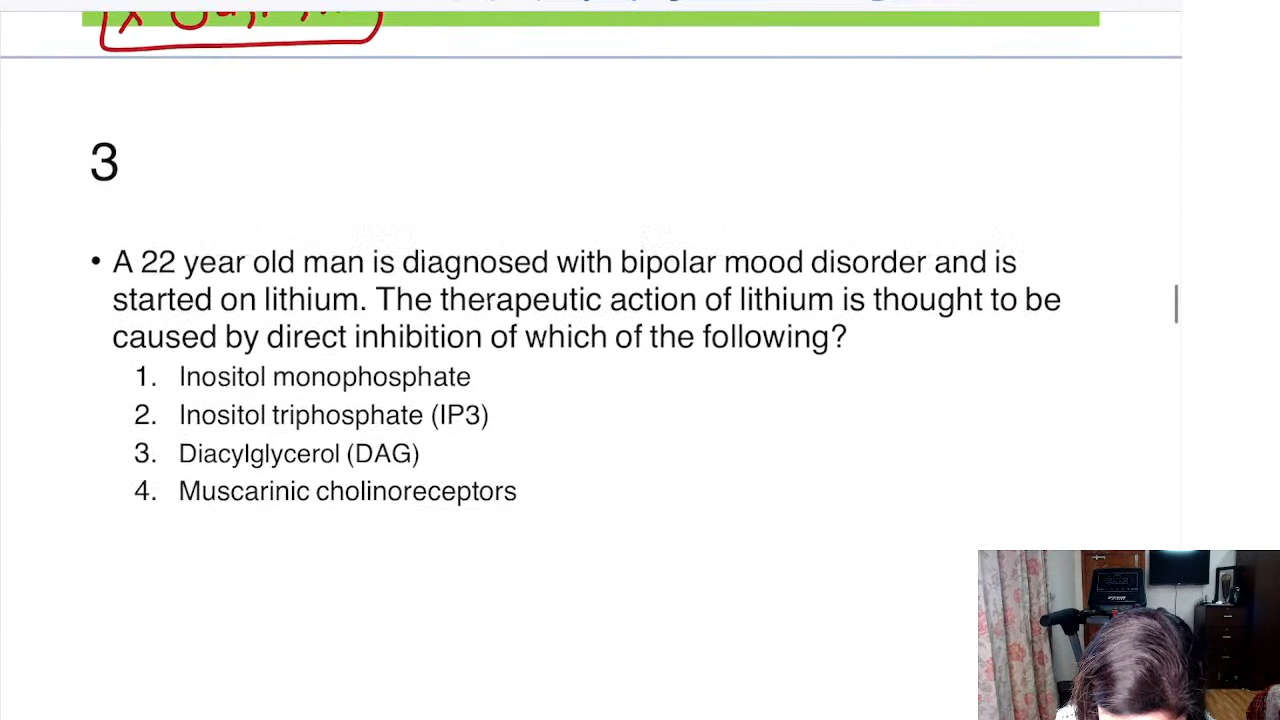 3
• A 22 year old man is diagnosed with bipolar mood disorder and is
started on lithium. The therapeutic action of lithium is thought to be
caused by direct inhibition of which of the following?
1. Inositol monophosphate
2. Inositol triphosphate (IP3)
3. Diacylglycerol (DAG)
4. Muscarinic cholinoreceptors